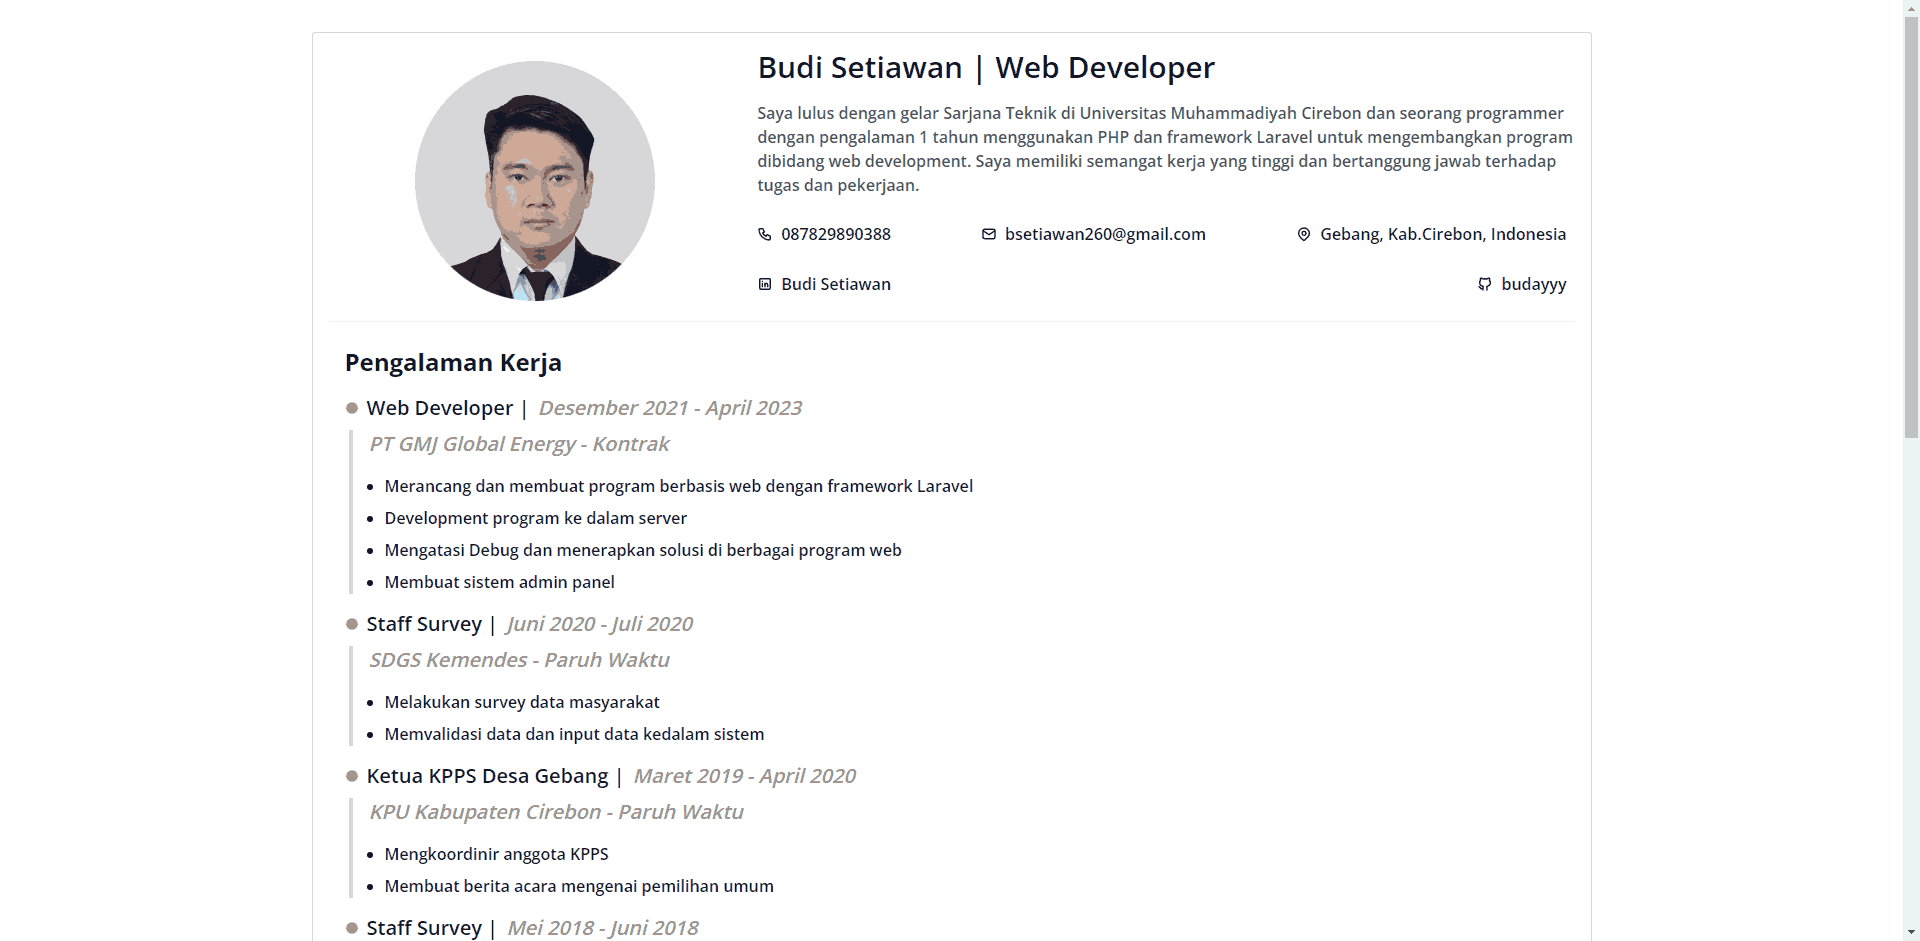 Budi Setiawan | Web Developer
Saya lulus dengan gelar Sarjana Teknik di Universitas Muhammadiyah Cirebon dan seorang programmer
dengan pengalaman 1 tahun menggunakan PHP dan framework Laravel untuk mengembangkan program
dibidang web development. Saya memiliki semangat kerja yang tinggi dan bertanggung jawab terhadap
tugas dan pekerjaan.
087829890388 bsetiawan260@gmail.com Gebang, Kab.Cirebon, Indonesia
Budi Setiawan budayyy
Pengalaman Kerja
Web Developer | Desember 2021 - April 2023
PT GMJ Global Energy - Kontrak
• Merancang dan membuat program berbasis web dengan framework Laravel
• Development program ke dalam server
• Mengatasi Debug dan menerapkan solusi di berbagai program web
• Membuat sistem admin panel
Staff Survey | Juni 2020 - Juli 2020
SDGS Kemendes - Paruh Waktu
• Melakukan survey data masyarakat
• Memvalidasi data dan input data kedalam sistem
Ketua KPPS Desa Gebang | Maret 2019 - April 2020
KPU Kabupaten Cirebon - Paruh Waktu
• Mengkoordinir anggota KPPS
• Membuat berita acara mengenai pemilihan umum
Staff Survey | Mei 2018 - Juni 2018